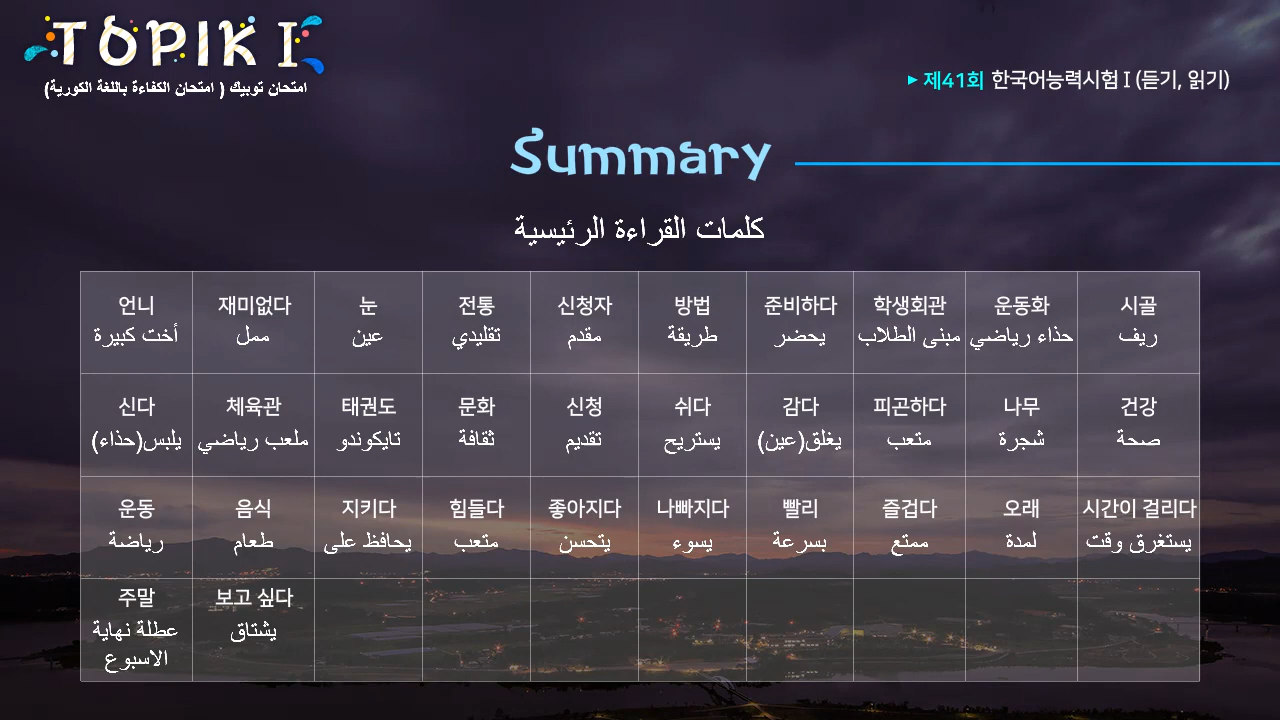 TOPIK I
امتحان توبيك ( امتحان الكفاءة باللغة الكورية)
▶ 제41회 한국어능력시험 I (듣기, 읽기)
Summary
كلمات القراءة الرئيسية
언니 재미없다 눈 전통 신청자 방법 준비하다 학생회관 운동화 시골
أخت كبيرة ممل عين تقليدي مقدم طريقة يحضر مبنى الطلاب حذاء رياضي ريف
신다 체육관 태권도 문화 신청 쉬다 감다 피곤하다 나무 건강
يلبس(حذاء) ملعب رياضي تايكوندو ثقافة تقديم يستريح يغلق(عين) متعب شجرة صحة
운동 음식 지키다 힘들다 좋아지다 나빠지다 빨리 즐겁다 오래 시간이 걸리다
رياضة طعام يحافظ على متعب يتحسن يسوء بسرعة ممتع لمدة يستغرق وقت
주말 보고 싶다
عطلة نهاية يشتاق
الاسبوع